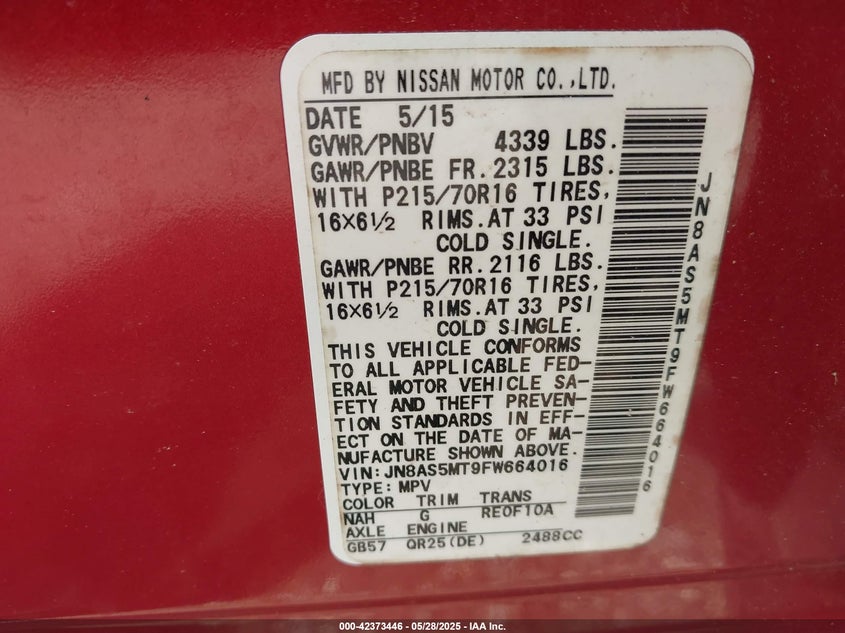 MFD BY NISSAN MOTOR CO.,LTD.
DATE 5/15
GVWR/PNBV 4339 LBS.
GAWR/PNBE FR. 2315 LBS.
WITH P215/70R16 TIRES,
16X6½ RIMS. AT 33 PSI
COLD SINGLE.
GAWR/PNBE RR. 2116 LBS.
WITH P215/70R16 TIRES,
16X6½ RIMS. AT 33 PSI
COLD SINGLE.
THIS VEHICLE CONFORMS
TO ALL APPLICABLE FED-
ERAL MOTOR VEHICLE SA-
FETY AND THEFT PREVEN-
TION STANDARDS IN EFF-
ECT ON THE DATE OF MA-
NUFACTURE SHOWN ABOVE.
VIN: JN8AS5MT9FW664016
TYPE: MPV
COLOR TRIM TRANS
NAH G RE0F10A
AXLE ENGINE
GB57 QR25(DE) 2488CC
JN8AS5MT9FW664016
000-42373446 — 05/28/2025 — IAA Inc.